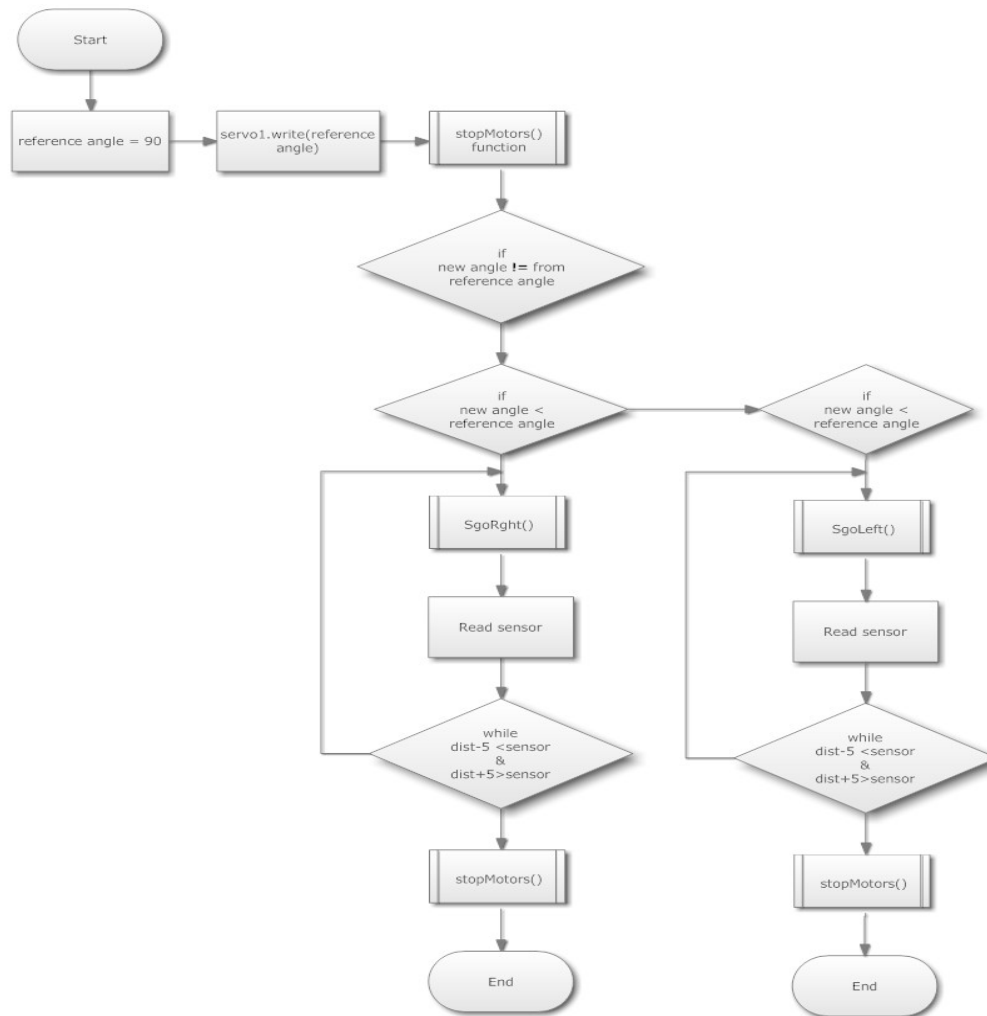 Start
reference angle = 90
servo1.write(reference
angle)
stopMotors()
function
if
new angle != from
reference angle
if
new angle <
reference angle
if
new angle <
reference angle
SgoRght()
SgoLeft()
Read sensor
Read sensor
while
dist-5 <sensor
&
dist+5>sensor
while
dist-5 <sensor
&
dist+5>sensor
stopMotors()
stopMotors()
End
End